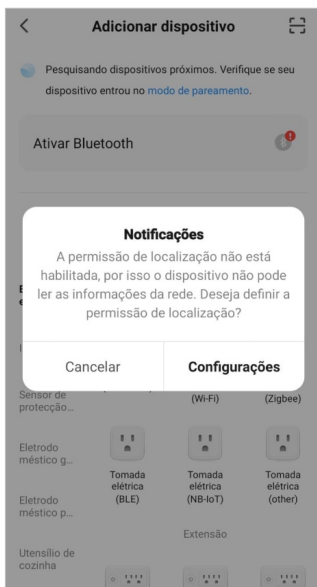 Adicionar dispositivo
Pesquisando dispositivos próximos. Verifique se seu
dispositivo entrou no modo de pareamento.
Ativar Bluetooth
Notificações
A permissão de localização não está
habilitada, por isso o dispositivo não pode
ler as informações da rede. Deseja definir a
permissão de localização?
Cancelar
Configurações
Sensor de
protecção...
(Wi-Fi)
(Zigbee)
Eletrodo
méstico g...
Tomada
elétrica
(BLE)
Tomada
elétrica
(NB-IoT)
Tomada
elétrica
(other)
Eletrodo
méstico p...
Extensão
Utensílio de
cozinha